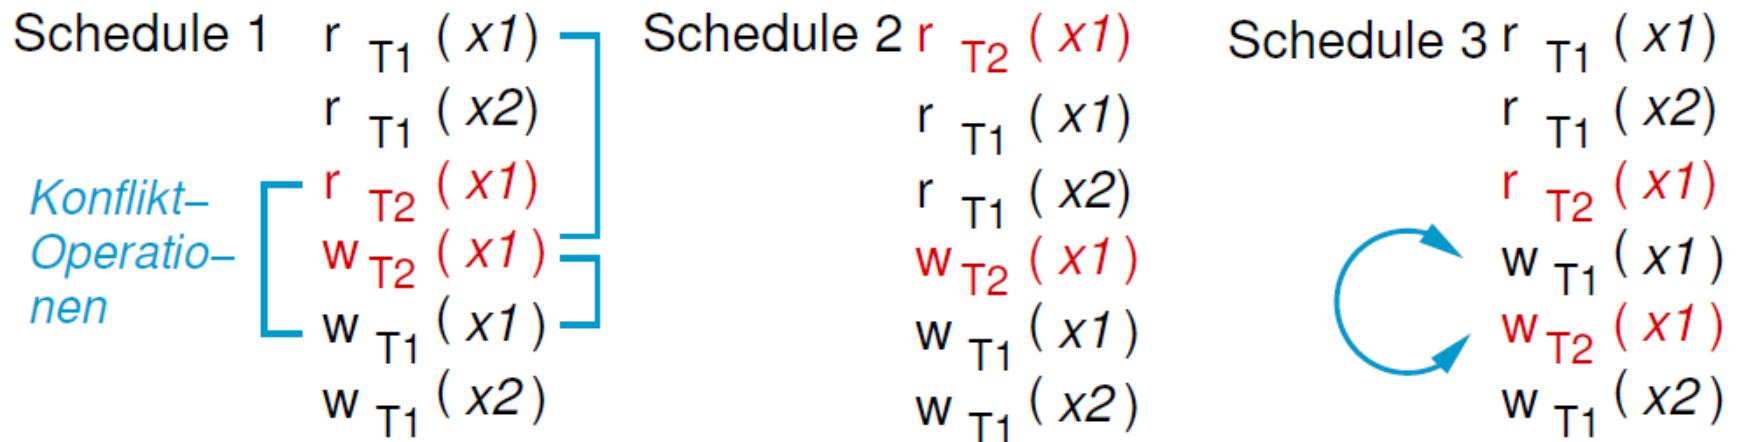 Schedule 1 r T1 ( x1) Schedule 2 r T2 ( x1) Schedule 3 r T1 ( x1)
r T1 ( x2) r T1 ( x1) r T1 ( x2)
Konflikt– r T2 ( x1) r T1 ( x2) r T2 ( x1)
Operatio– w T2 ( x1) w T2 ( x1) w T1 ( x1)
nen w T1 ( x1) w T1 ( x1) w T2 ( x1)
w T1 ( x2) w T1 ( x2) w T1 ( x2)